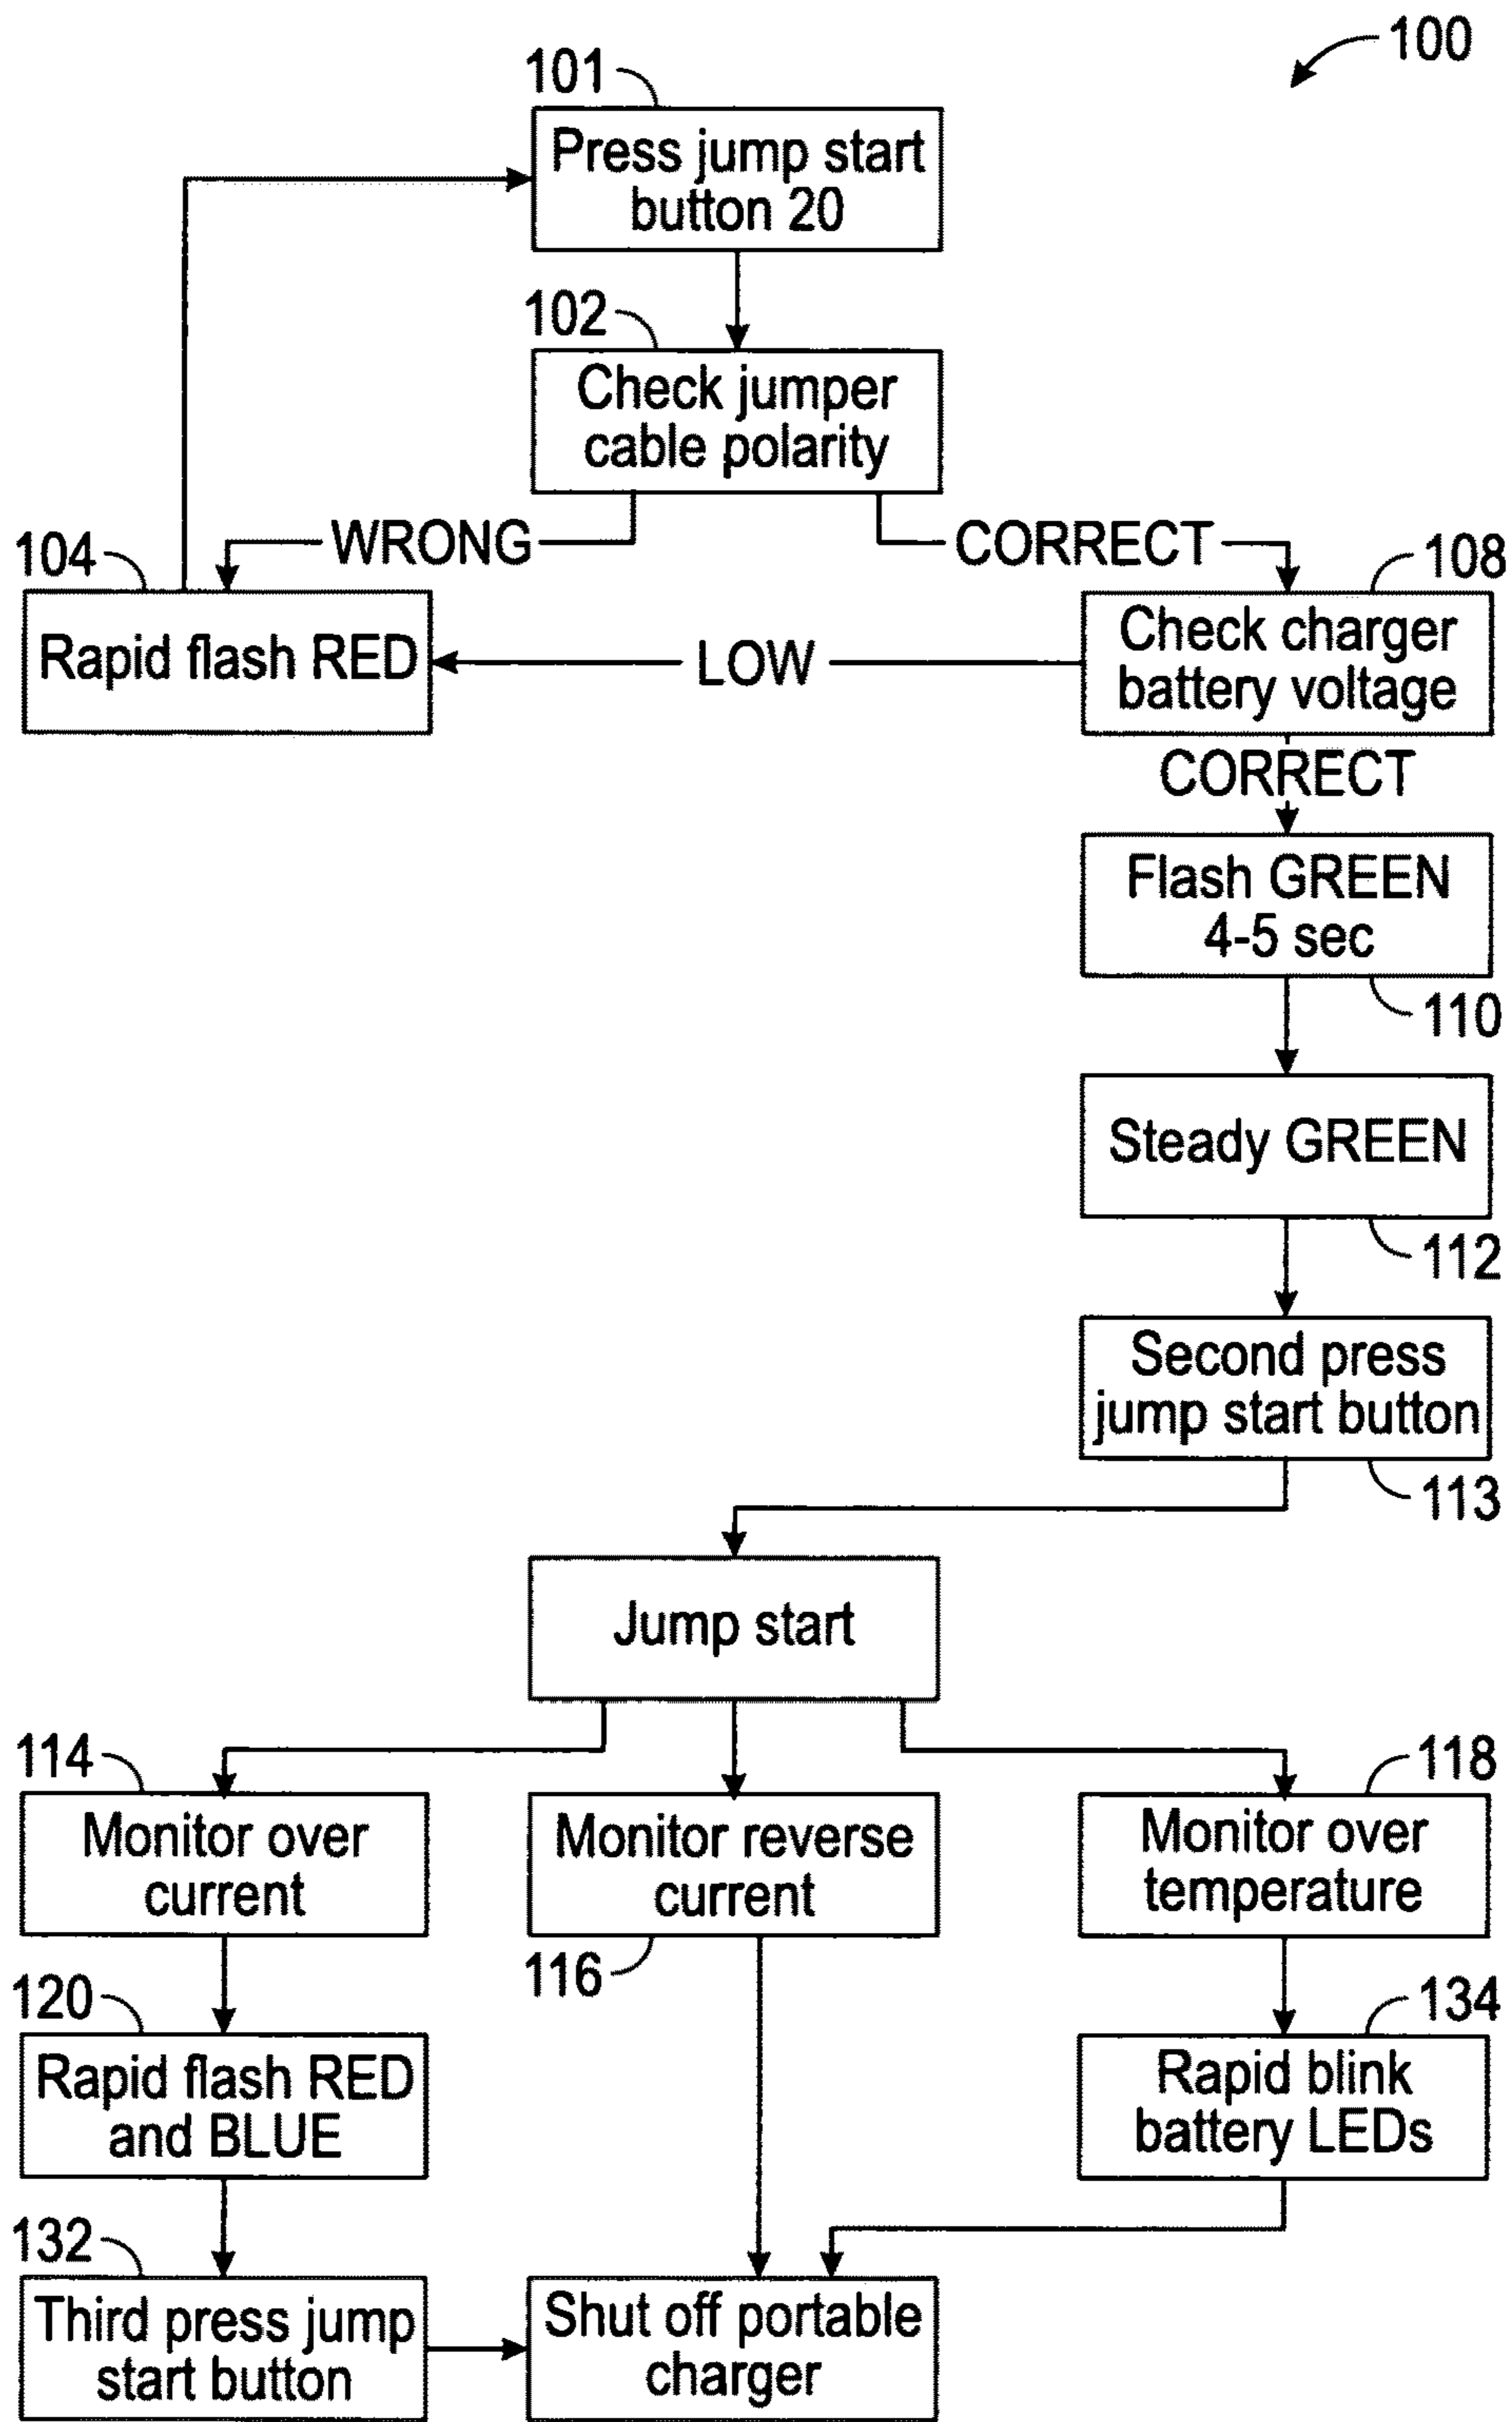 100
101
Press jump start
button 20
102
Check jumper
cable polarity
WRONG
CORRECT
104
Rapid flash RED
LOW
108
Check charger
battery voltage
CORRECT
Flash GREEN
4-5 sec
110
Steady GREEN
112
Second press
jump start button
113
Jump start
114
Monitor over
current
Monitor reverse
current
116
118
Monitor over
temperature
120
Rapid flash RED
and BLUE
134
Rapid blink
battery LEDs
132
Third press jump
start button
Shut off portable
charger